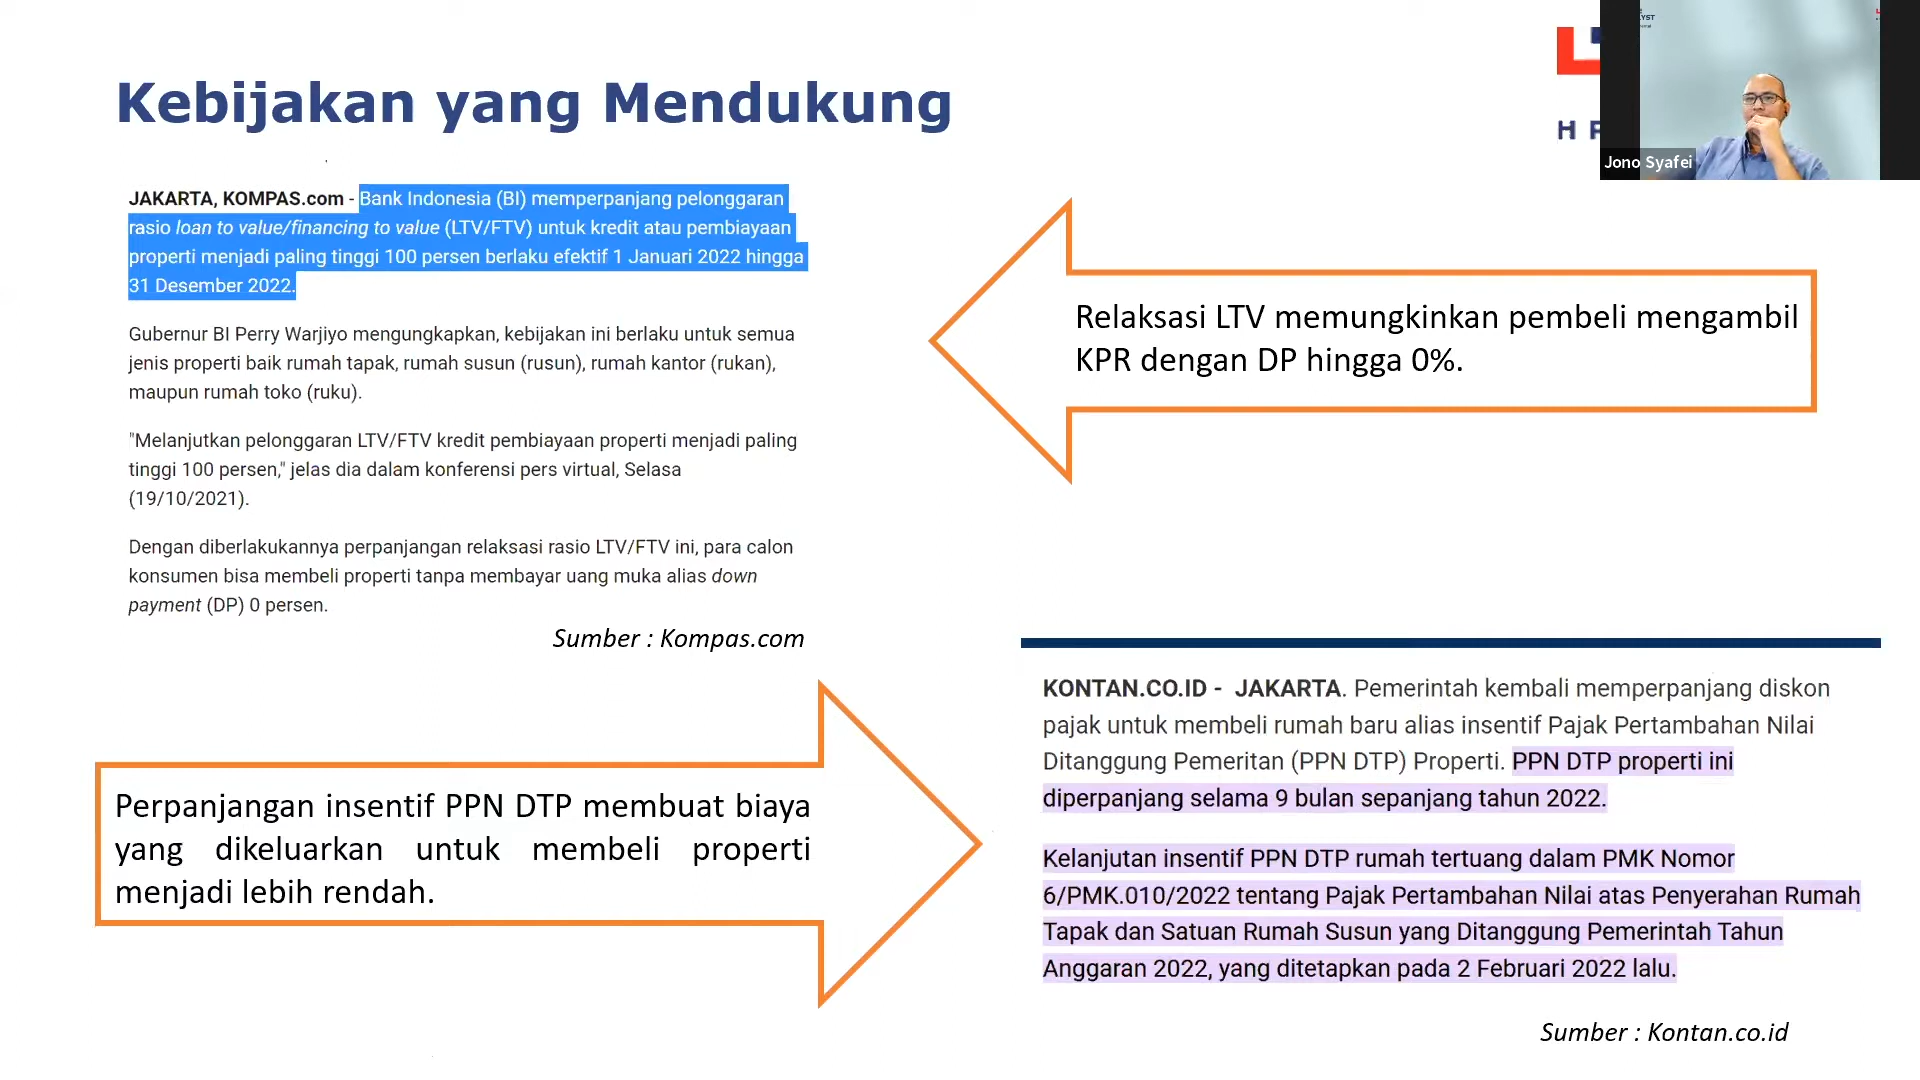 Kebijakan yang Mendukung
JAKARTA, KOMPAS.com - Bank Indonesia (BI) memperpanjang pelonggaran
rasio loan to value/financing to value (LTV/FTV) untuk kredit atau pembiayaan
properti menjadi paling tinggi 100 persen berlaku efektif 1 Januari 2022 hingga
31 Desember 2022.
Gubernur BI Perry Warjiyo mengungkapkan, kebijakan ini berlaku untuk semua
jenis properti baik rumah tapak, rumah susun (rusun), rumah kantor (rukan),
maupun rumah toko (ruku).
"Melanjutkan pelonggaran LTV/FTV kredit pembiayaan properti menjadi paling
tinggi 100 persen," jelas dia dalam konferensi pers virtual, Selasa
(19/10/2021).
Dengan diberlakukannya perpanjangan relaksasi rasio LTV/FTV ini, para calon
konsumen bisa membeli properti tanpa membayar uang muka alias down
payment (DP) 0 persen.
Sumber : Kompas.com
Relaksasi LTV memungkinkan pembeli mengambil
KPR dengan DP hingga 0%.
Jono Syafei
Perpanjangan insentif PPN DTP membuat biaya
yang dikeluarkan untuk membeli properti
menjadi lebih rendah.
KONTAN.CO.ID - JAKARTA. Pemerintah kembali memperpanjang diskon
pajak untuk membeli rumah baru alias insentif Pajak Pertambahan Nilai
Ditanggung Pemeritan (PPN DTP) Properti. PPN DTP properti ini
diperpanjang selama 9 bulan sepanjang tahun 2022.
Kelanjutan insentif PPN DTP rumah tertuang dalam PMK Nomor
6/PMK.010/2022 tentang Pajak Pertambahan Nilai atas Penyerahan Rumah
Tapak dan Satuan Rumah Susun yang Ditanggung Pemerintah Tahun
Anggaran 2022, yang ditetapkan pada 2 Februari 2022 lalu.
Sumber : Kontan.co.id